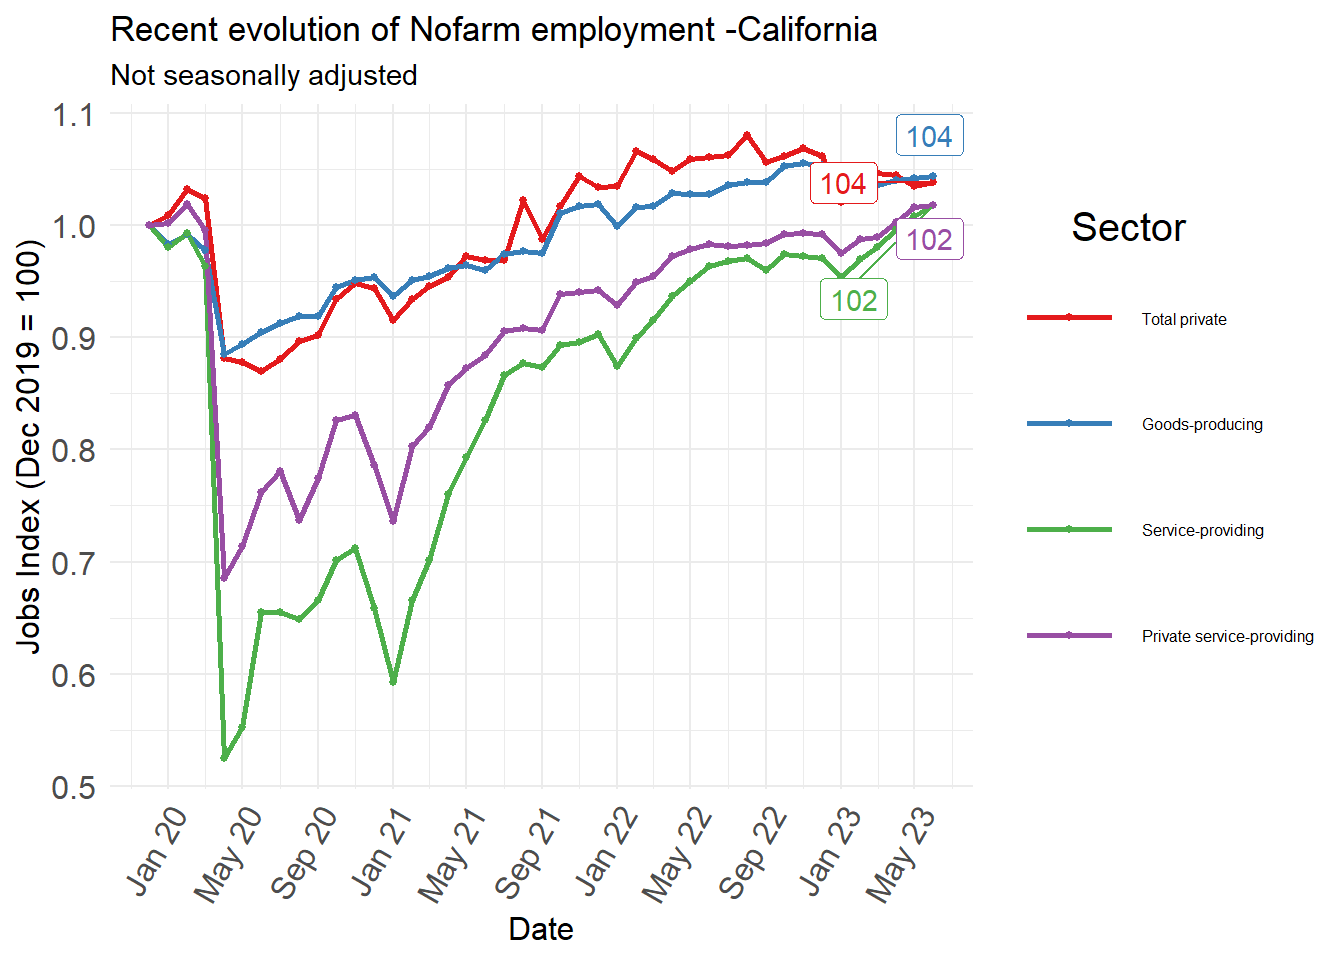 Recent evolution of Nofarm employment -California
Not seasonally adjusted
Jobs Index (Dec 2019 = 100)
1.1
1.0
0.9
0.8
0.7
0.6
0.5
104
104
102
102
Jan 20
May 20
Sep 20
Jan 21
May 21
Sep 21
Jan 22
May 22
Sep 22
Jan 23
May 23
Date
Sector
Total private
Goods-producing
Service-providing
Private service-providing